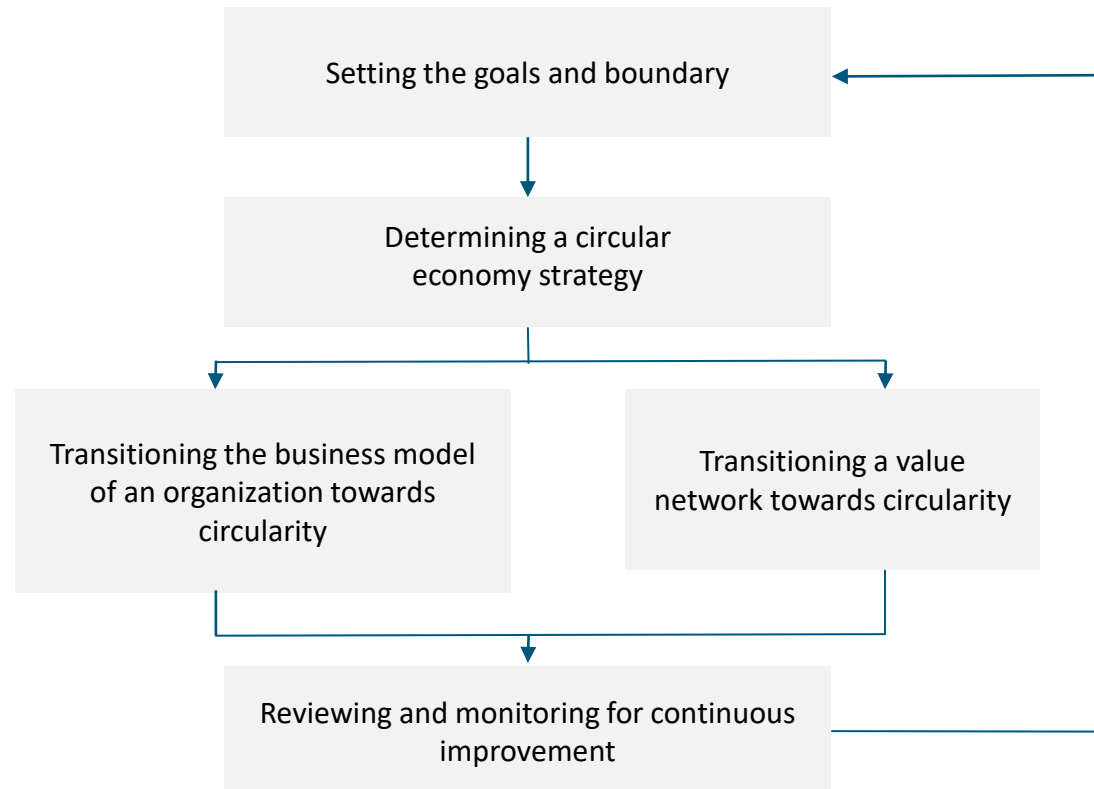 Setting the goals and boundary
Determining a circular
economy strategy
Transitioning the business model
of an organization towards
circularity
Transitioning a value
network towards circularity
Reviewing and monitoring for continuous
improvement